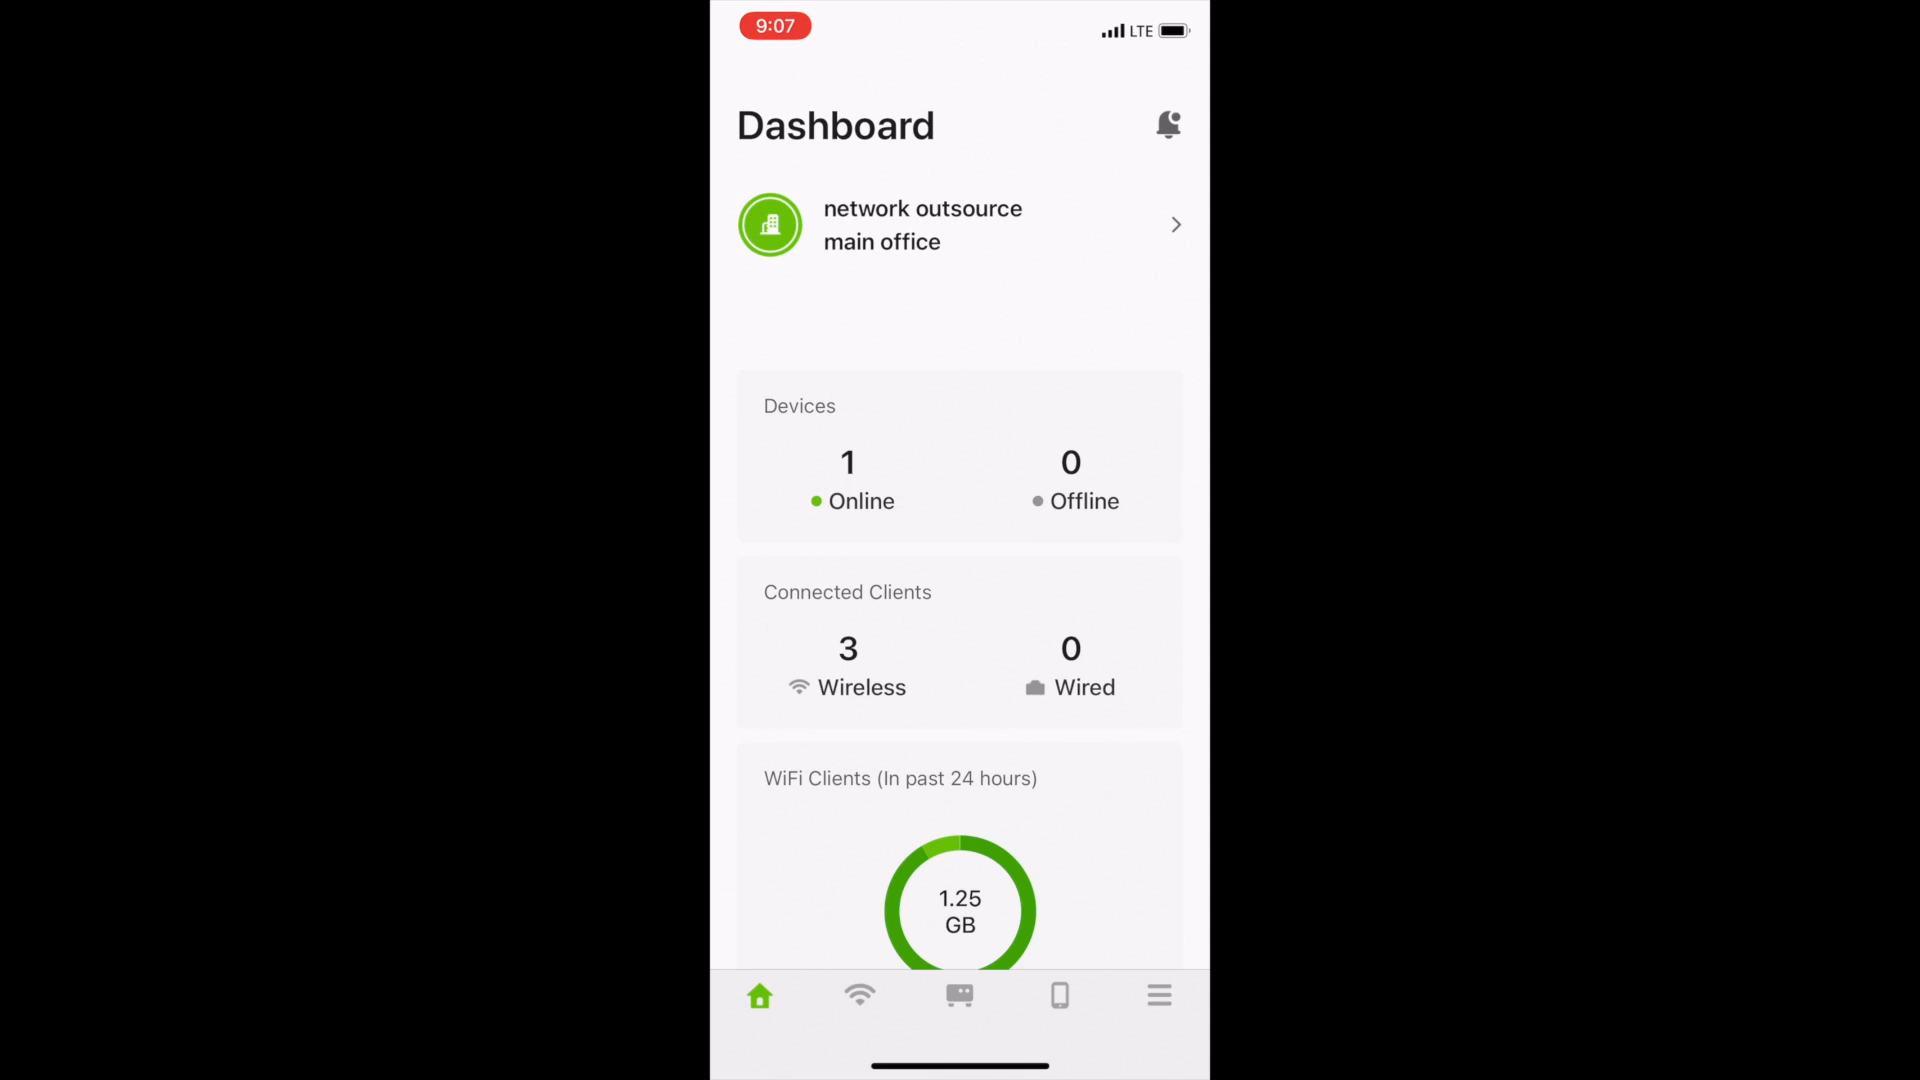 9:07
LTE
Dashboard
network outsource
main office
Devices
1
0
Online
Offline
Connected Clients
3
0
Wireless
Wired
WiFi Clients (In past 24 hours)
1.25
GB